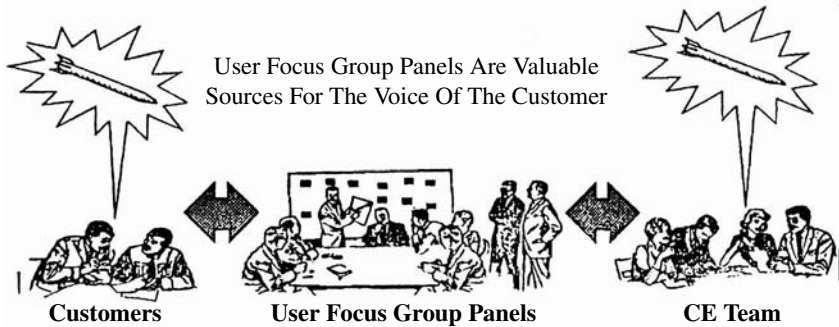 User Focus Group Panels Are Valuable
Sources For The Voice Of The Customer
Customers
User Focus Group Panels
CE Team